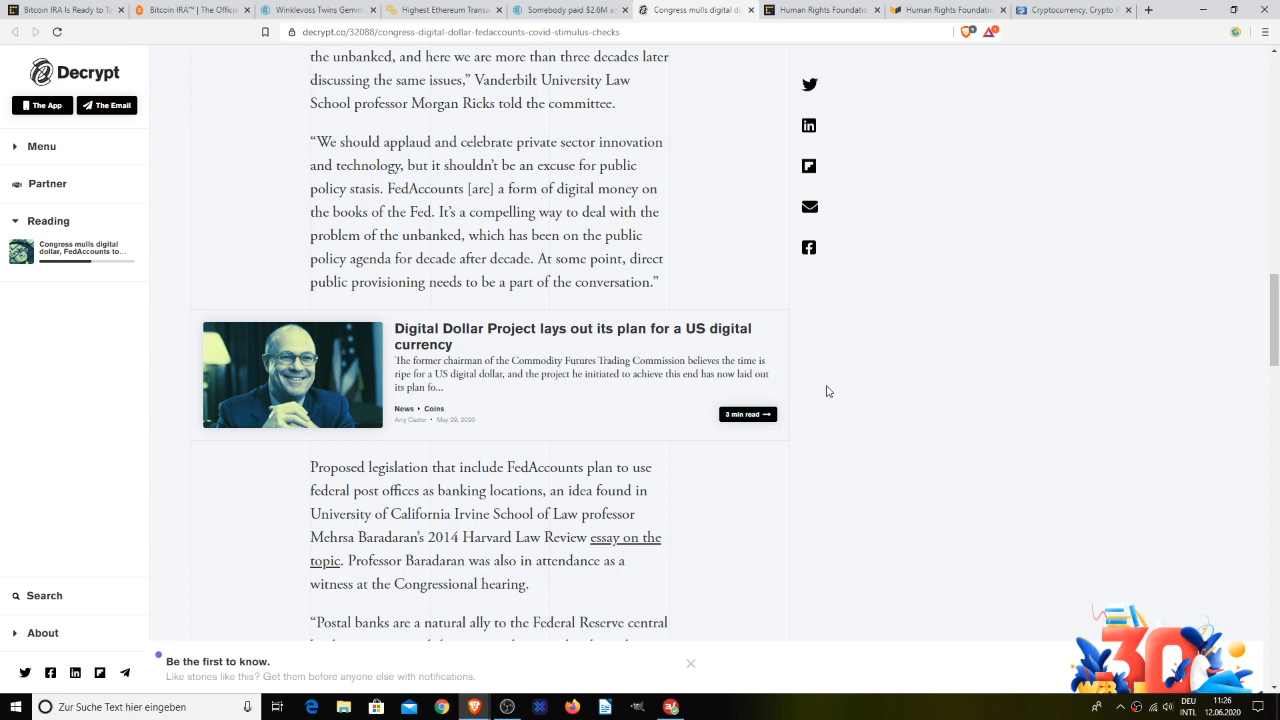 Bitcoin IRA Is Ready to Ta
Bitcoin IRA™ | The Official
Winklevoss Twins Gemini
Highest Ethereum Transa
Somebody paid $2.6M as
Congress mulls digital do
Human Rights Foundation
Human Rights Foundation
Cryptocurrency, Crypto P
decrypt.co/32088/congress-digital-dollar-fedaccounts-covid-stimulus-checks
Decrypt
The App
The Email
Menu
Partner
Reading
Congress mulls digital
dollar, FedAccounts to...
Search
About
the unbanked, and here we are more than three decades later
discussing the same issues,” Vanderbilt University Law
School professor Morgan Ricks told the committee.
“We should applaud and celebrate private sector innovation
and technology, but it shouldn’t be an excuse for public
policy stasis. FedAccounts [are] a form of digital money on
the books of the Fed. It’s a compelling way to deal with the
problem of the unbanked, which has been on the public
policy agenda for decade after decade. At some point, direct
public provisioning needs to be a part of the conversation.”
Digital Dollar Project lays out its plan for a US digital
currency
The former chairman of the Commodity Futures Trading Commission believes the time is
ripe for a US digital dollar, and the project he initiated to achieve this end has now laid out
its plan fo...
News • Coins
Amy Castor • May 29, 2020
3 min read
Proposed legislation that include FedAccounts plan to use
federal post offices as banking locations, an idea found in
University of California Irvine School of Law professor
Mehrsa Baradaran’s 2014 Harvard Law Review essay on the
topic. Professor Baradaran was also in attendance as a
witness at the Congressional hearing.
“Postal banks are a natural ally to the Federal Reserve central
Be the first to know.
Like stories like this? Get them before anyone else with notifications.
30
Zur Suche Text hier eingeben
DEU
INTL
11:26
12.06.2020